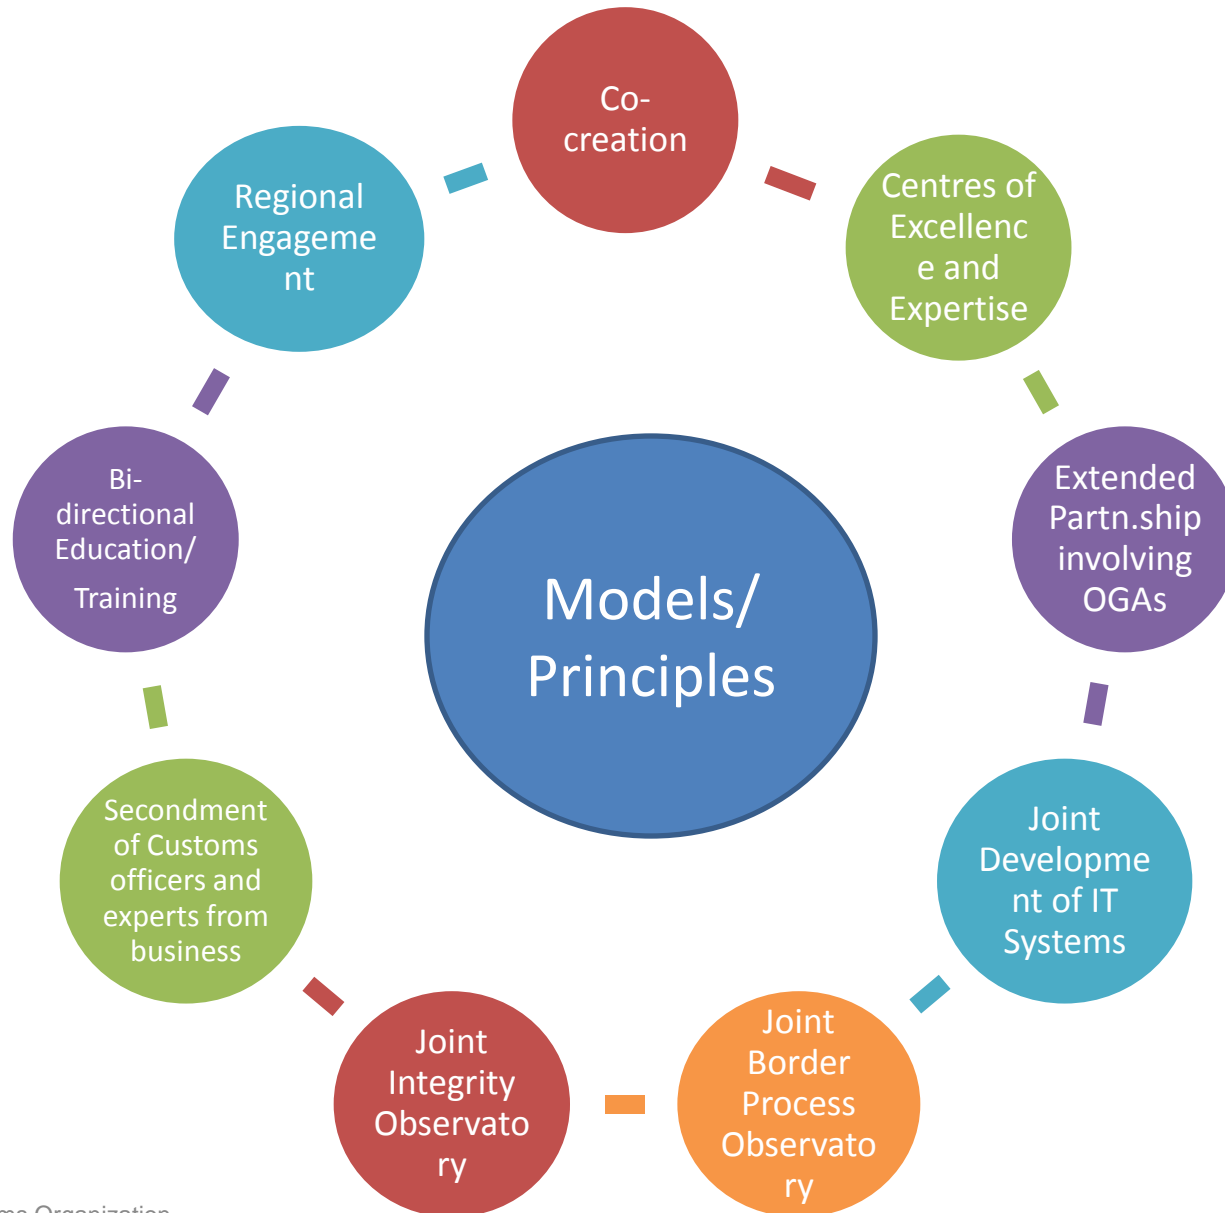 Co-
creation
Centres of
Excellenc
e and
Expertise
Extended
Partn.ship
involving
OGAs
Joint
Developme
nt of IT
Systems
Joint
Border
Process
Observato
ry
Joint
Integrity
Observato
ry
Secondment
of Customs
officers and
experts from
business
Bi-
directional
Education/
Training
Regional
Engageme
nt
Models/
Principles
Organization